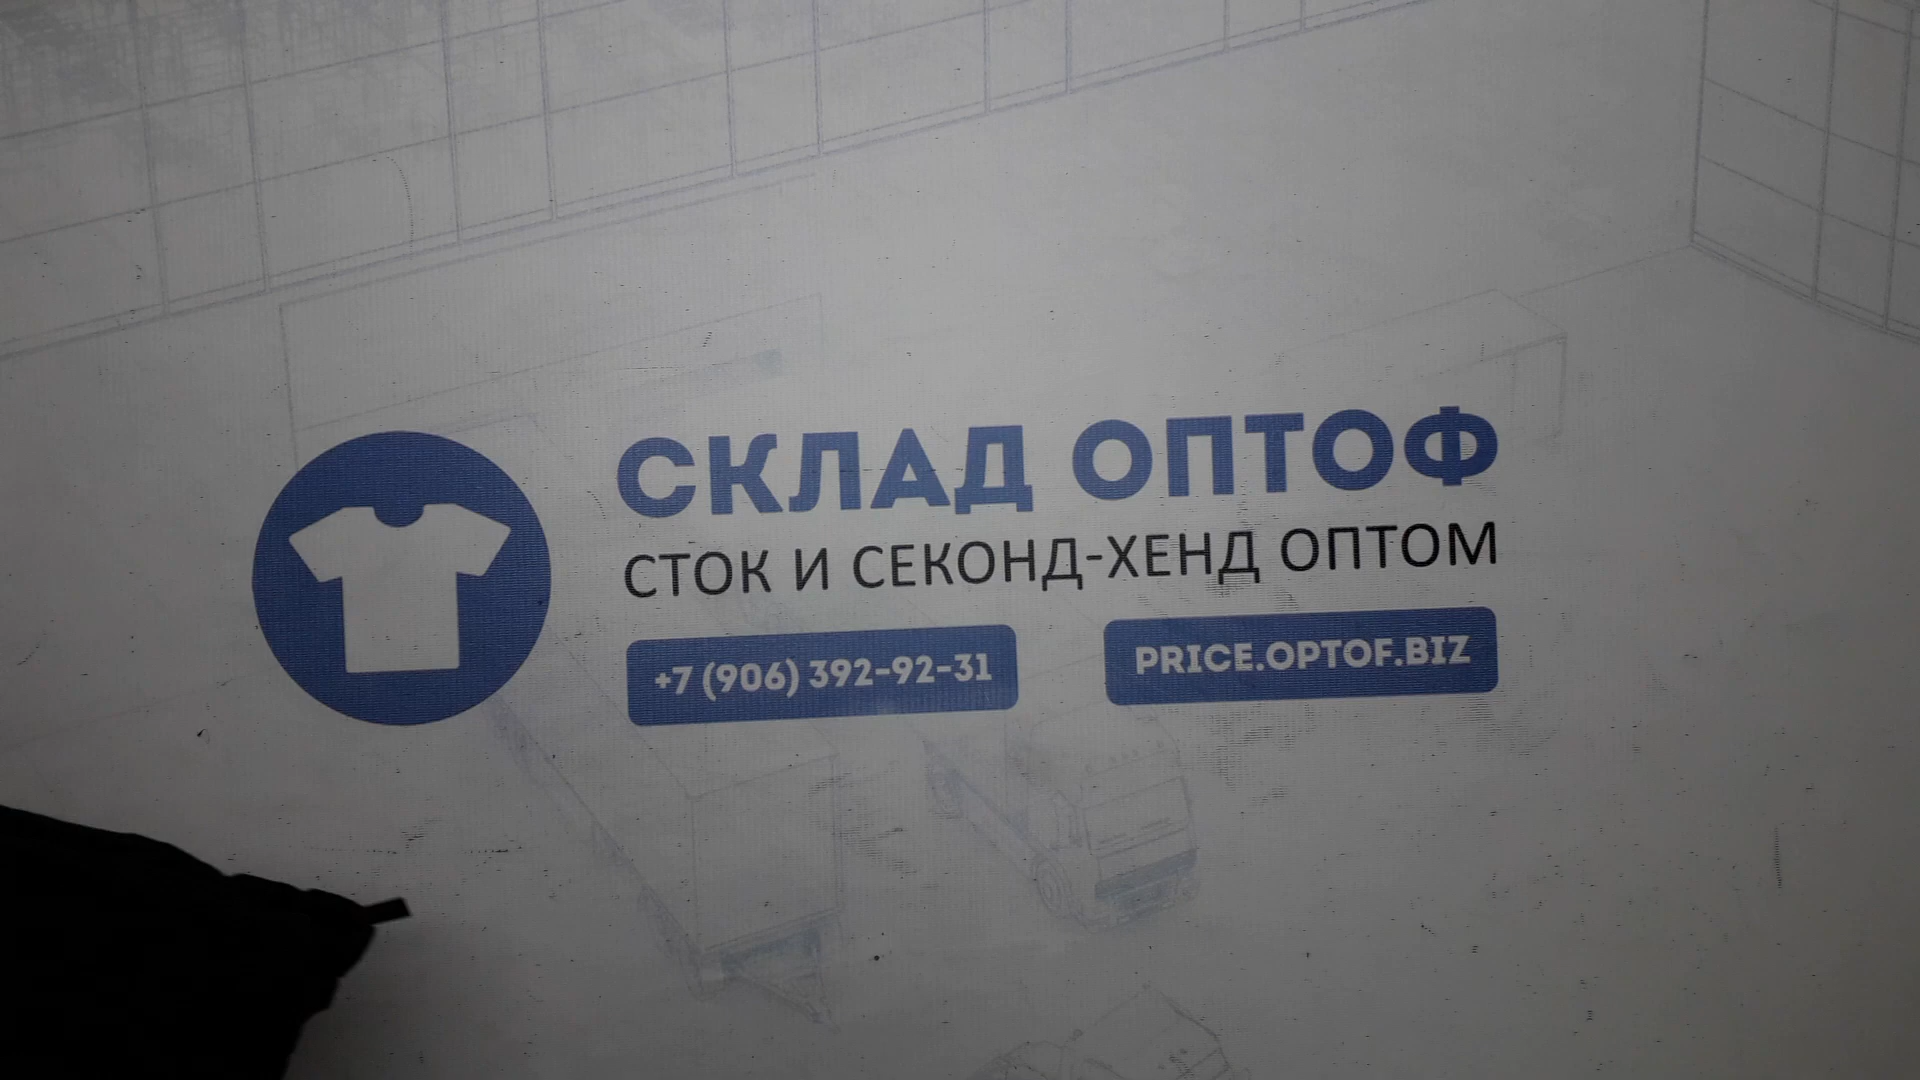 СКЛАД ОПТОФ
СТОК И СЕКОНД-ХЕНД ОПТОМ
+7 (906) 392-92-31
PRICE.OPTOF.BIZ